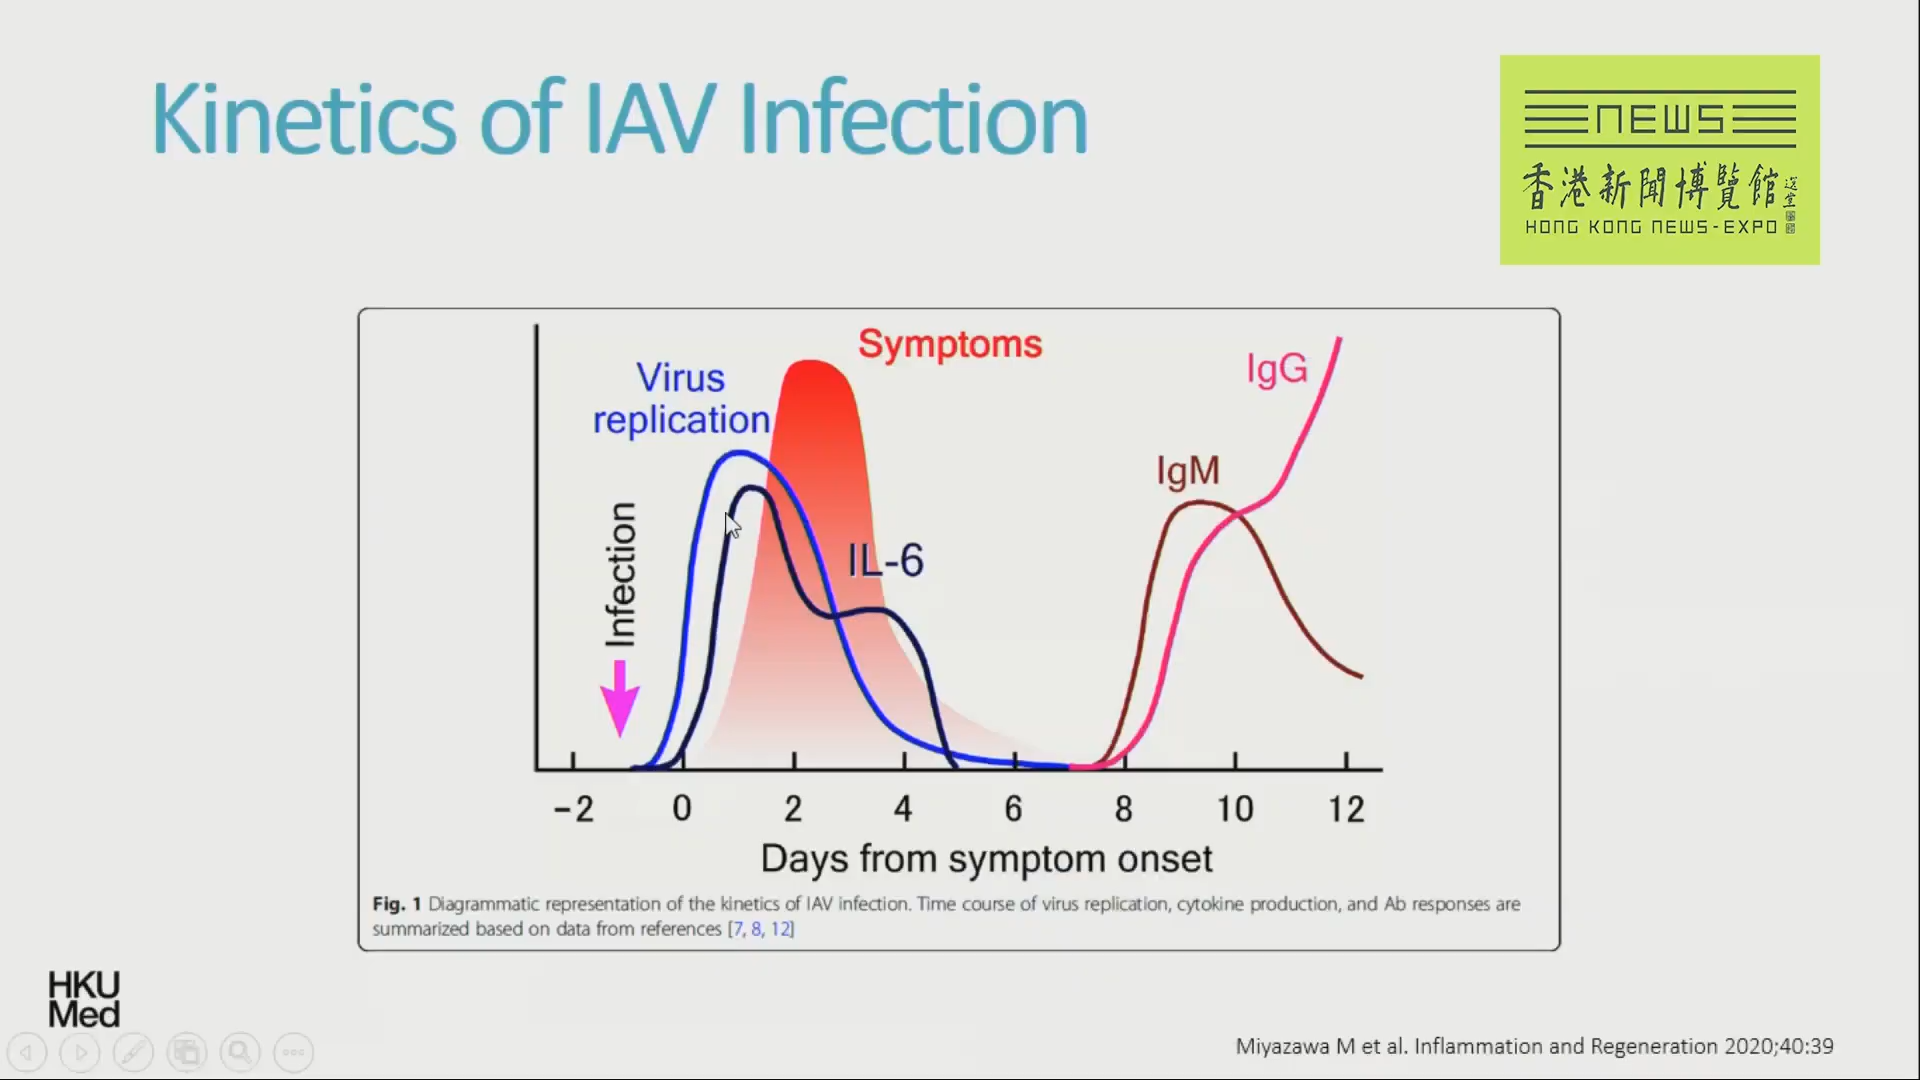 Kinetics of IAV Infection
NEWS
香港新聞博覽館
HONG KONG NEWS-EXPO
Symptoms
Virus
replication
IgG
IgM
Infection
IL-6
-2 0 2 4 6 8 10 12
Days from symptom onset
Fig. 1 Diagrammatic representation of the kinetics of IAV infection. Time course of virus replication, cytokine production, and Ab responses are
summarized based on data from references [7, 8, 12]
HKU
Med
Miyazawa M et al. Inflammation and Regeneration 2020;40:39